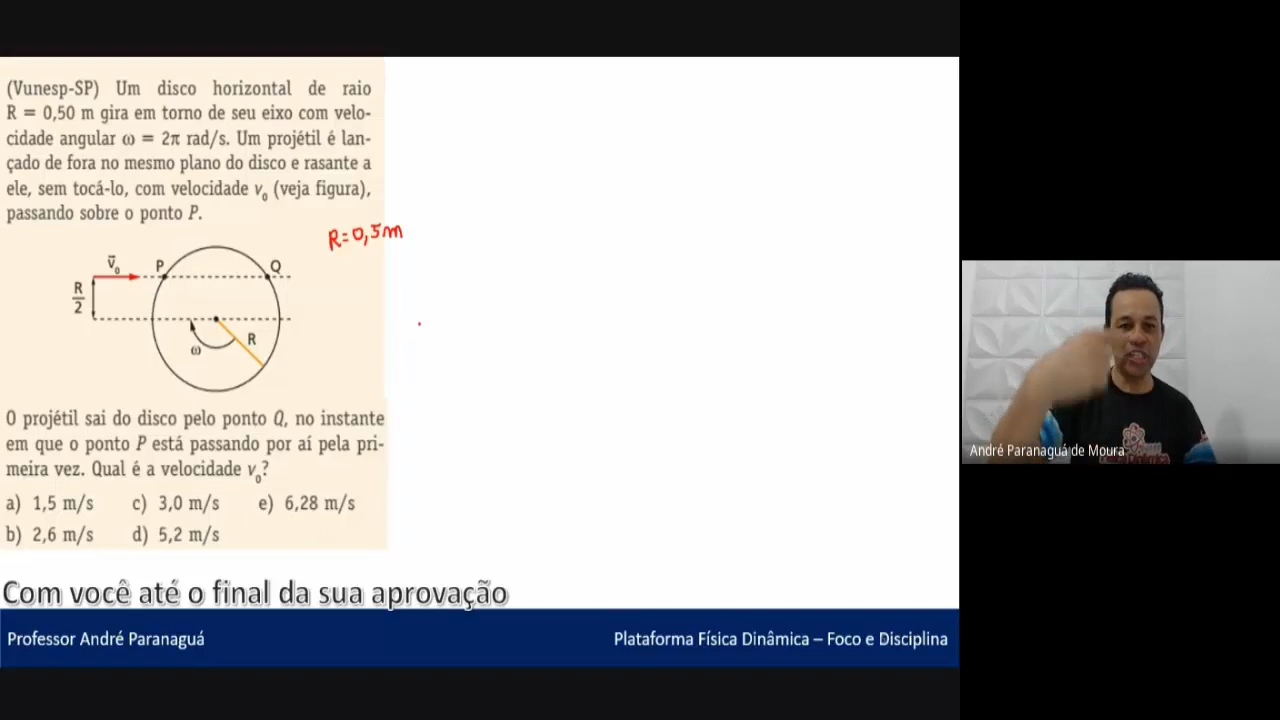 (Vunesp-SP) Um disco horizontal de raio
R = 0,50 m gira em torno de seu eixo com velo-
cidade angular ω = 2π rad/s. Um projétil é lan-
çado de fora no mesmo plano do disco e rasante a
ele, sem tocá-lo, com velocidade v₀ (veja figura),
passando sobre o ponto P.
R=0,5m
v⃗₀
P
Q
R/2
R
ω
O projétil sai do disco pelo ponto Q, no instante
em que o ponto P está passando por aí pela pri-
meira vez. Qual é a velocidade v₀?
a) 1,5 m/s c) 3,0 m/s e) 6,28 m/s
b) 2,6 m/s d) 5,2 m/s
Com você até o final da sua aprovação
Professor André Paranaguá
Plataforma Física Dinâmica – Foco e Disciplina
André Paranaguá de Moura